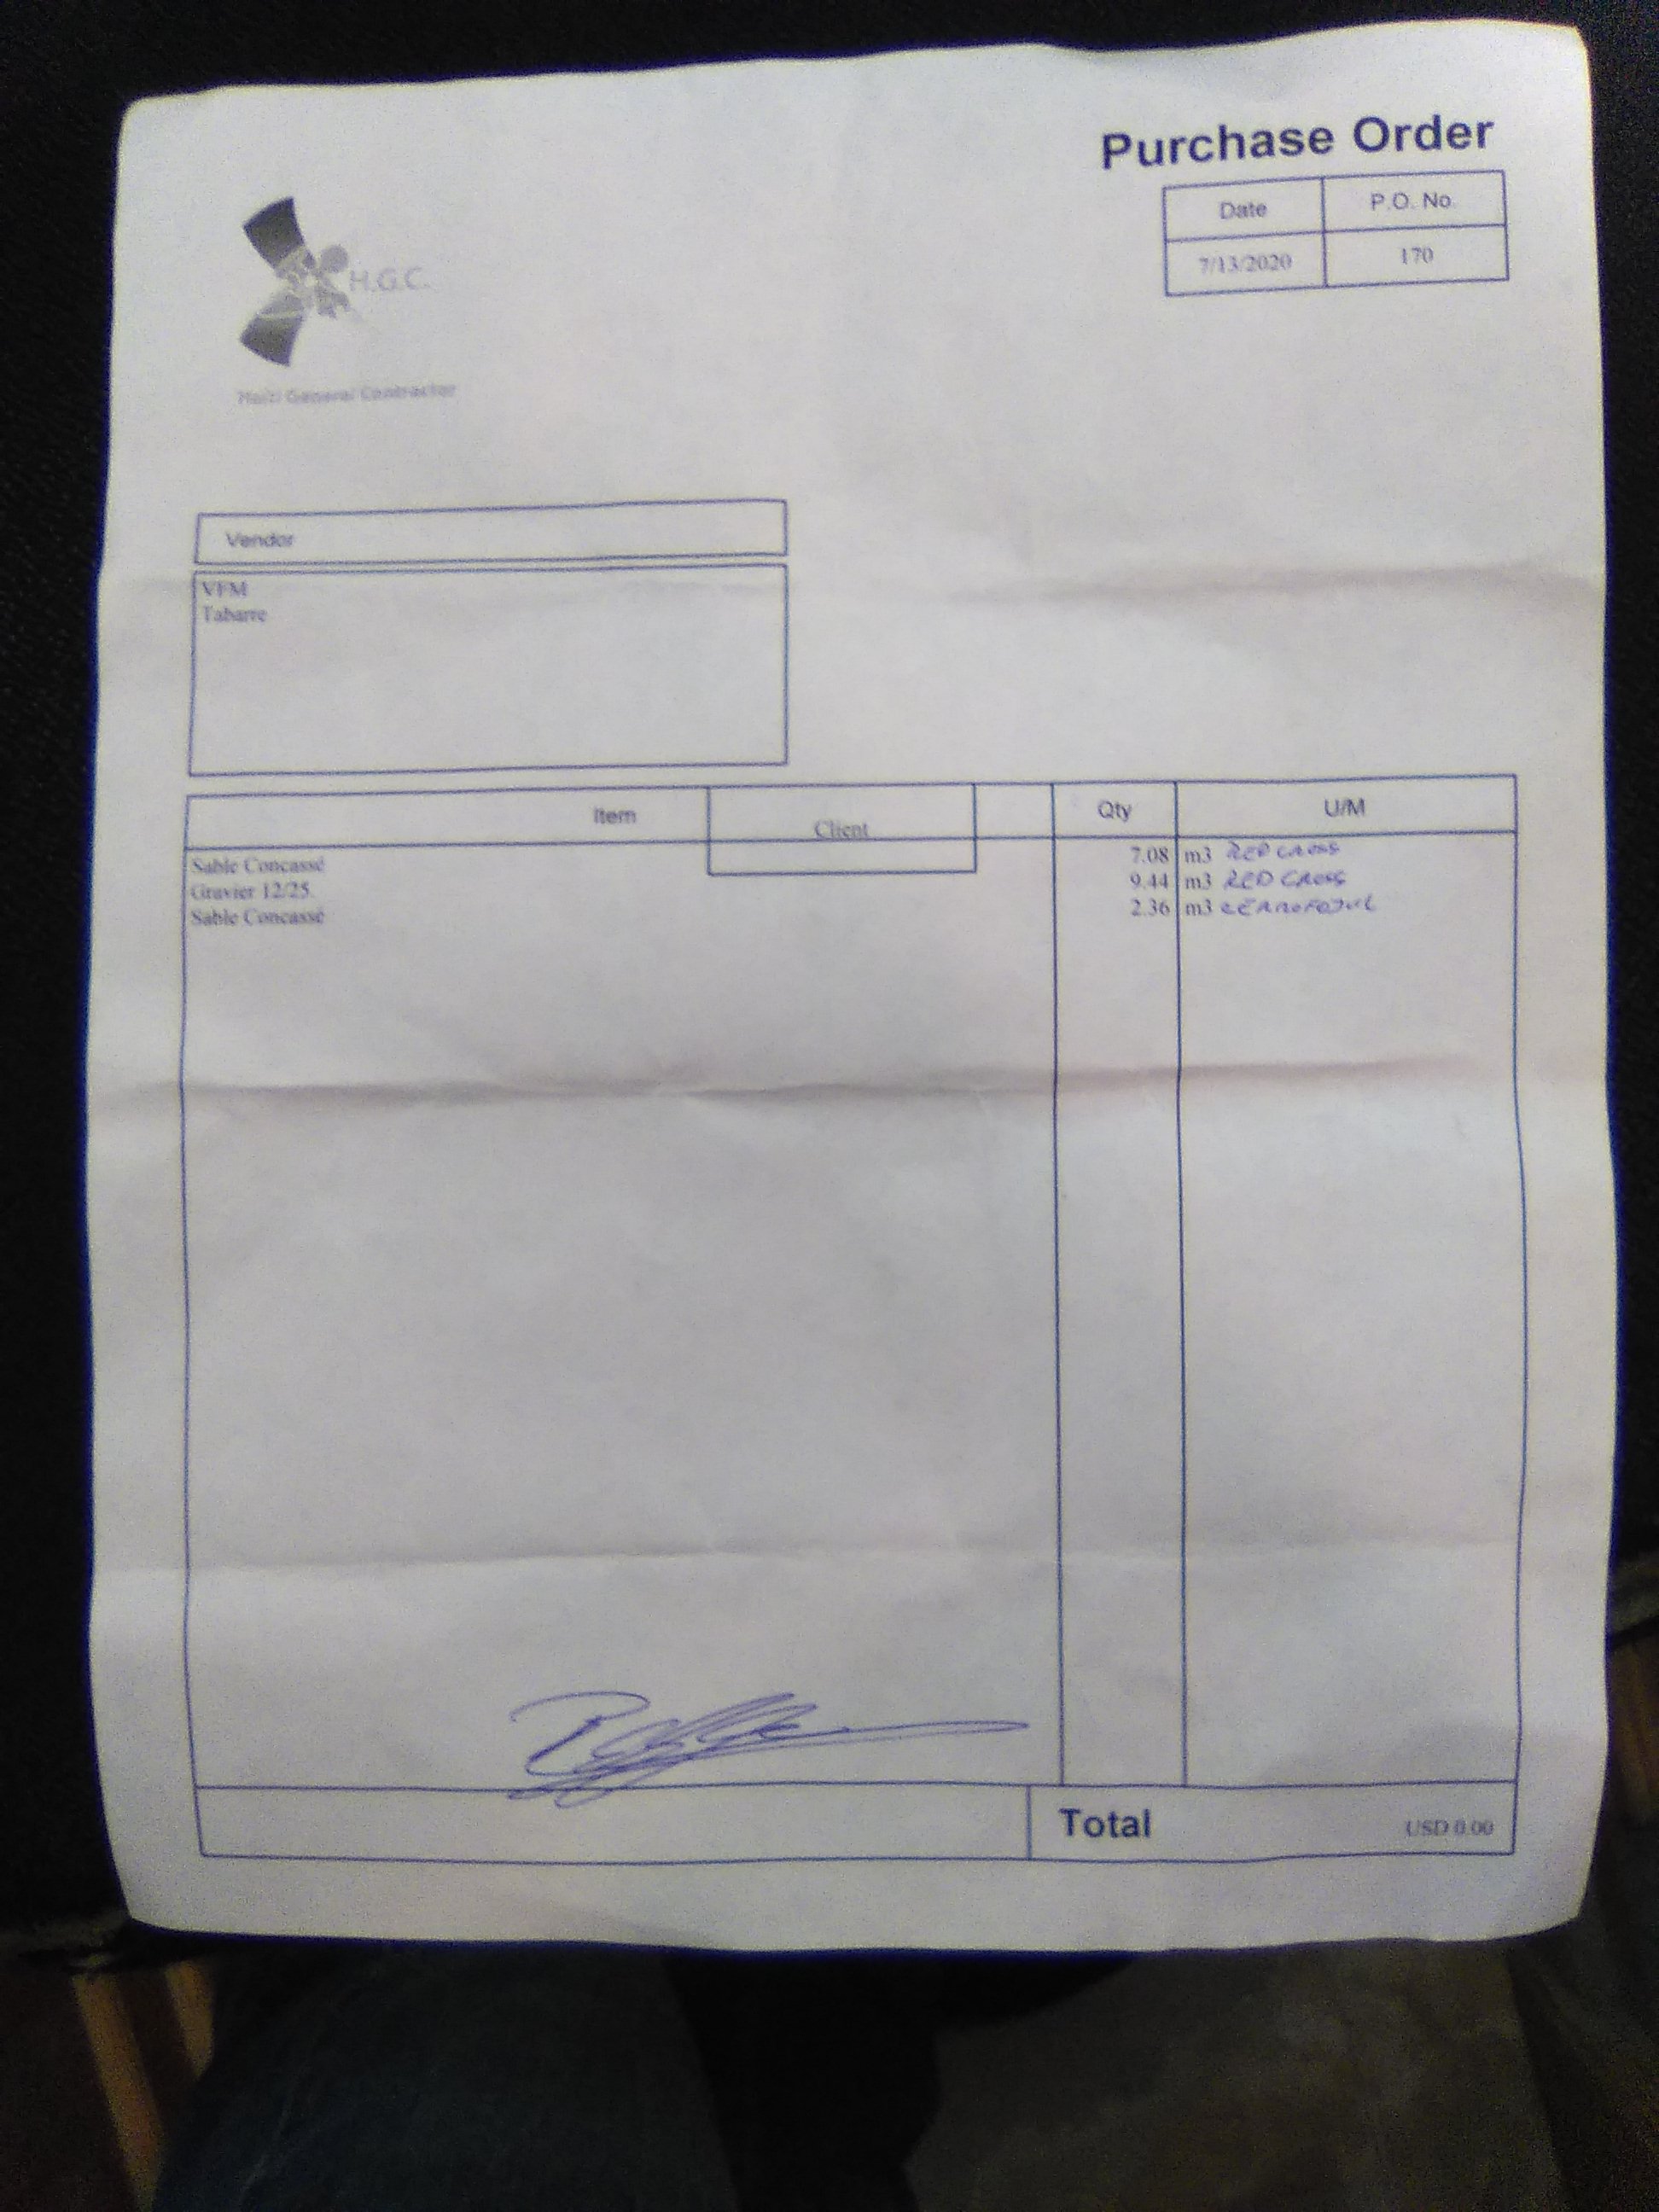 Purchase Order
Date P.O. No.
7/13/2020 170
H.G.C.
Haiti General Contractor
Vendor
VFM
Tabarre
Item Client Qty U/M
Sable Concassé 7.08 m3 RED CROSS
Gravier 12/25. 9.44 m3 RED CROSS
Sable Concassé 2.36 m3
Total USD 0.00